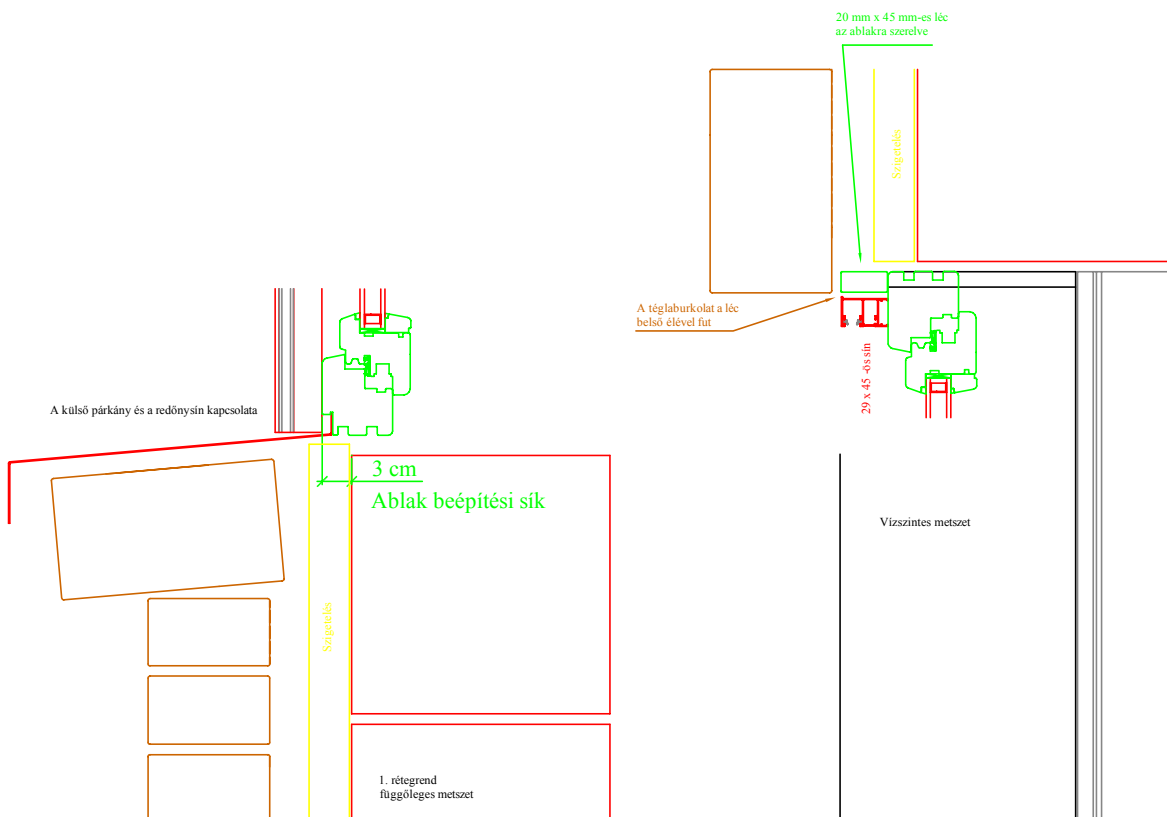 20 mm x 45 mm-es léc
az ablakra szerelve
Szigetelés
A téglaburkolat a léc
belső élével fut
29 x 45 -ös sín
A külső párkány és a redőnysín kapcsolata
3 cm
Ablak beépítési sík
Vízszintes metszet
Szigetelés
1. rétegrend
függőleges metszet